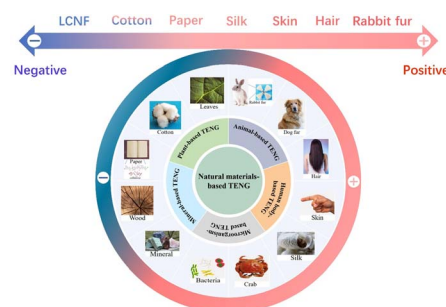 LCNF Cotton Paper Silk Skin Hair Rabbit fur
Negative
Positive
Leaves
Rabbit fur
Cotton
Dog fur
Plant-based TENG
Animal-based TENG
Paper
Hair
Natural materials-
based TENG
Mineral-based TENG
Human body-
based TENG
Wood
Skin
Microorganism-
based TENG
Mineral
Silk
Bacteria
Crab